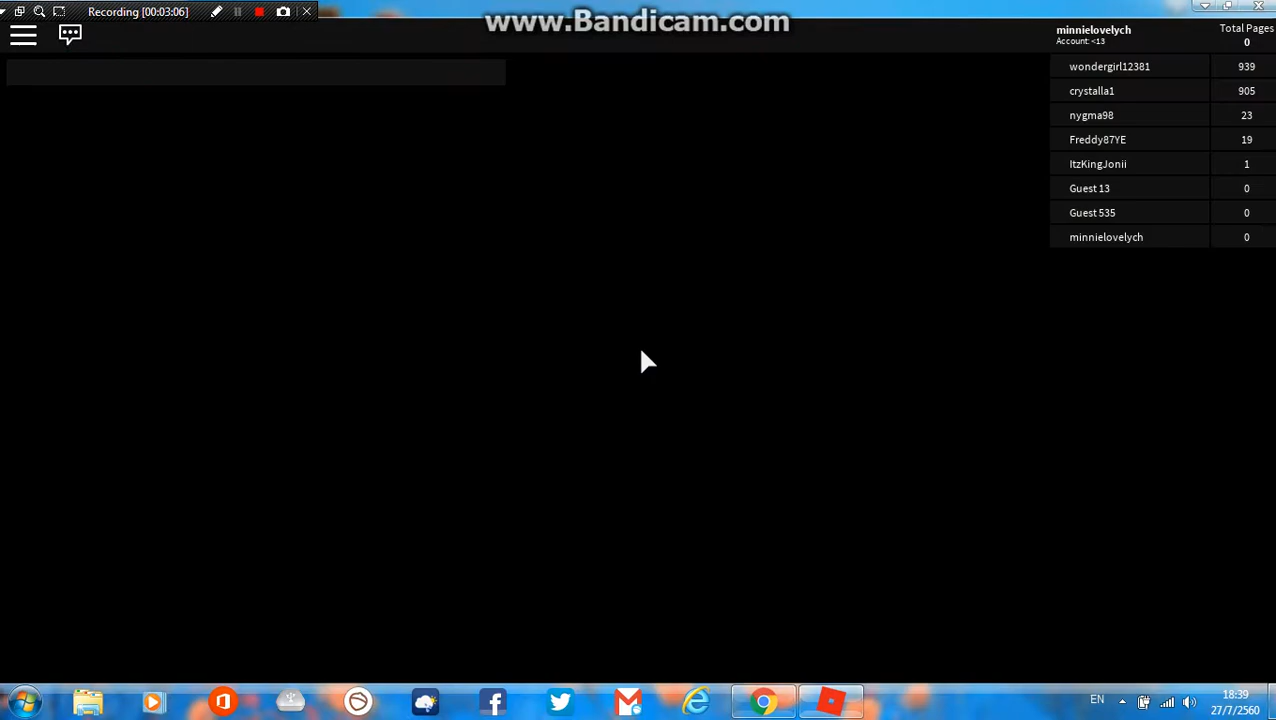 Recording [00:03:06]
www.Bandicam.com
minnielovelych
Account: <13
Total Pages
0
wondergirl12381 939
crystalla1 905
nygma98 23
Freddy87YE 19
ItzKingJonii 1
Guest 13 0
Guest 535 0
minnielovelych 0
EN
18:39
27/7/2560